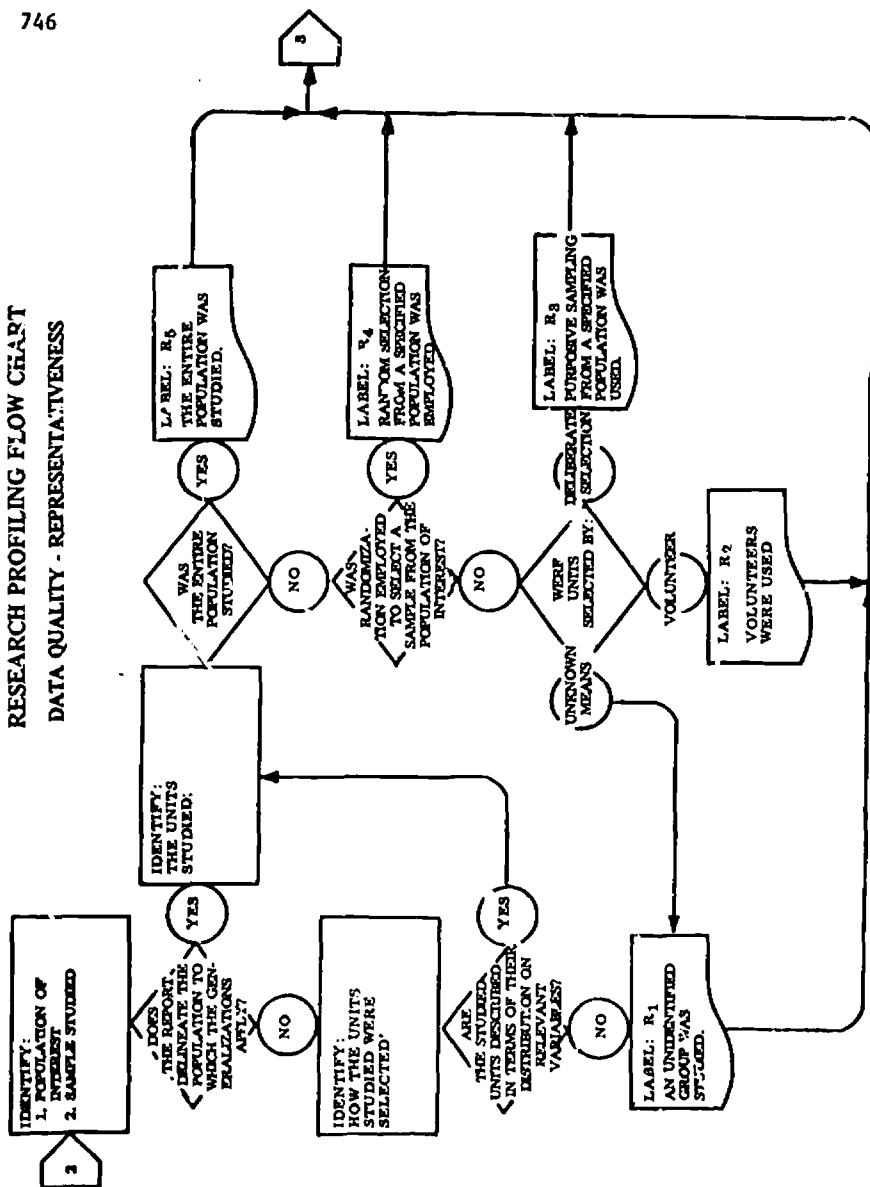 746
RESEARCH PROFILING FLOW CHART
DATA QUALITY - REPRESENTATIVENESS
2
IDENTIFY:
1. POPULATION OF
INTEREST
2. SAMPLE STUDIED
DOES
THE REPORT
DELINEATE THE
POPULATION TO
WHICH THE GEN-
ERALIZATIONS
APPLY?
YES
NO
IDENTIFY:
THE UNITS
STUDIED:
IDENTIFY:
HOW THE UNITS
STUDIED WERE
SELECTED
ARE
THE STUDIED
UNITS DESCRIBED
IN TERMS OF THEIR
DISTRIBUTION ON
RELEVANT
VARIABLES?
YES
NO
LABEL: R1
AN UNIDENTIFIED
GROUP WAS
STUDIED.
WAS
THE ENTIRE
POPULATION
STUDIED?
YES
NO
LABEL: R5
THE ENTIRE
POPULATION WAS
STUDIED.
WAS
RANDOMIZA-
TION EMPLOYED
TO SELECT A
SAMPLE FROM THE
POPULATION OF
INTEREST?
YES
NO
LABEL: R4
RANDOM SELECTION
FROM A SPECIFIED
POPULATION WAS
EMPLOYED.
WERE
UNITS
SELECTED BY:
UNKNOWN
MEANS
VOLUNTEER
DELIBERATE
SELECTION
LABEL: R3
PURPOSIVE SAMPLING
FROM A SPECIFIED
POPULATION WAS
USED.
LABEL: R2
VOLUNTEERS
WERE USED
3